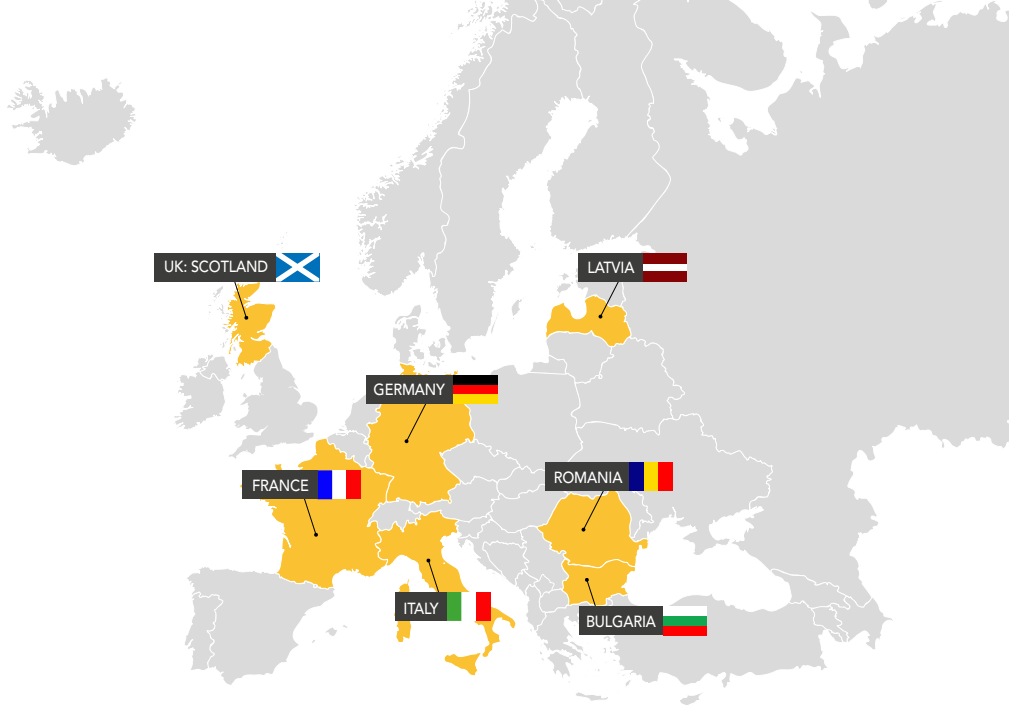 UK: SCOTLAND
LATVIA
GERMANY
FRANCE
ROMANIA
ITALY
BULGARIA